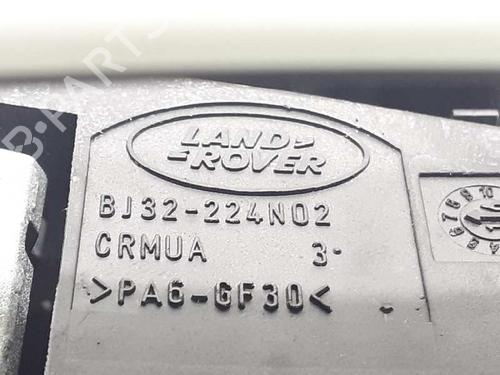 LAND-
-ROVER
BJ32-224N02
CRMUA 3
>PA6-GF30<